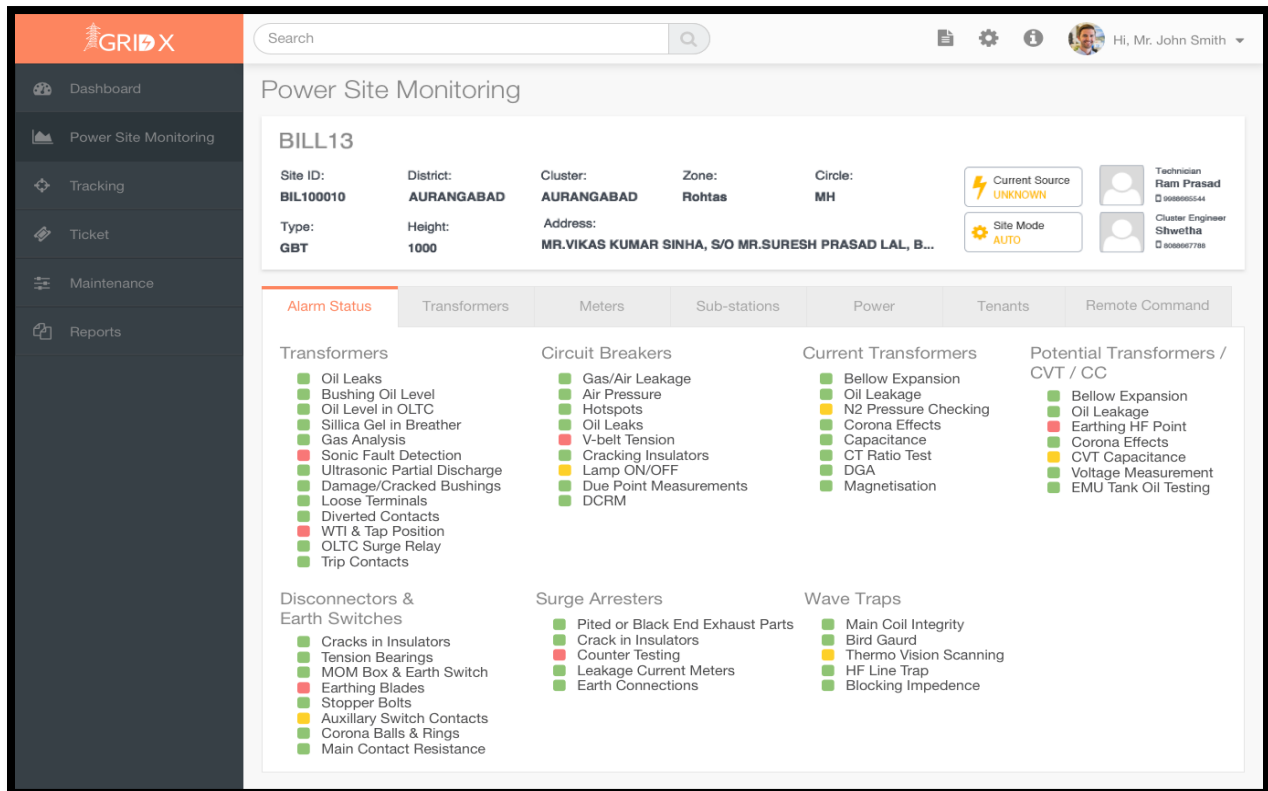 GRID X
Search
Hi, Mr. John Smith
Dashboard
Power Site Monitoring
Tracking
Ticket
Maintenance
Reports
Power Site Monitoring
BILL13
Site ID:
BIL100010
District:
AURANGABAD
Cluster:
AURANGABAD
Zone:
Rohtas
Circle:
MH
Type:
GBT
Height:
1000
Address:
MR.VIKAS KUMAR SINHA, S/O MR.SURESH PRASAD LAL, B...
Current Source
UNKNOWN
Site Mode
AUTO
Technician
Ram Prasad
Cluster Engineer
Shwetha
Alarm Status
Transformers
Meters
Sub-stations
Power
Tenants
Remote Command
Transformers
Oil Leaks
Bushing Oil Level
Oil Level in OLTC
Sillica Gel in Breather
Gas Analysis
Sonic Fault Detection
Ultrasonic Partial Discharge
Damage/Cracked Bushings
Loose Terminals
Diverted Contacts
WTI & Tap Position
OLTC Surge Relay
Trip Contacts
Circuit Breakers
Gas/Air Leakage
Air Pressure
Hotspots
Oil Leaks
V-belt Tension
Cracking Insulators
Lamp ON/OFF
Due Point Measurements
DCRM
Current Transformers
Bellow Expansion
Oil Leakage
N2 Pressure Checking
Corona Effects
Capacitance
CT Ratio Test
DGA
Magnetisation
Potential Transformers /
CVT / CC
Bellow Expansion
Oil Leakage
Earthing HF Point
Corona Effects
CVT Capacitance
Voltage Measurement
EMU Tank Oil Testing
Disconnectors &
Earth Switches
Cracks in Insulators
Tension Bearings
MOM Box & Earth Switch
Earthing Blades
Stopper Bolts
Auxillary Switch Contacts
Corona Balls & Rings
Main Contact Resistance
Surge Arresters
Pited or Black End Exhaust Parts
Crack in Insulators
Counter Testing
Leakage Current Meters
Earth Connections
Wave Traps
Main Coil Integrity
Bird Gaurd
Thermo Vision Scanning
HF Line Trap
Blocking Impedence